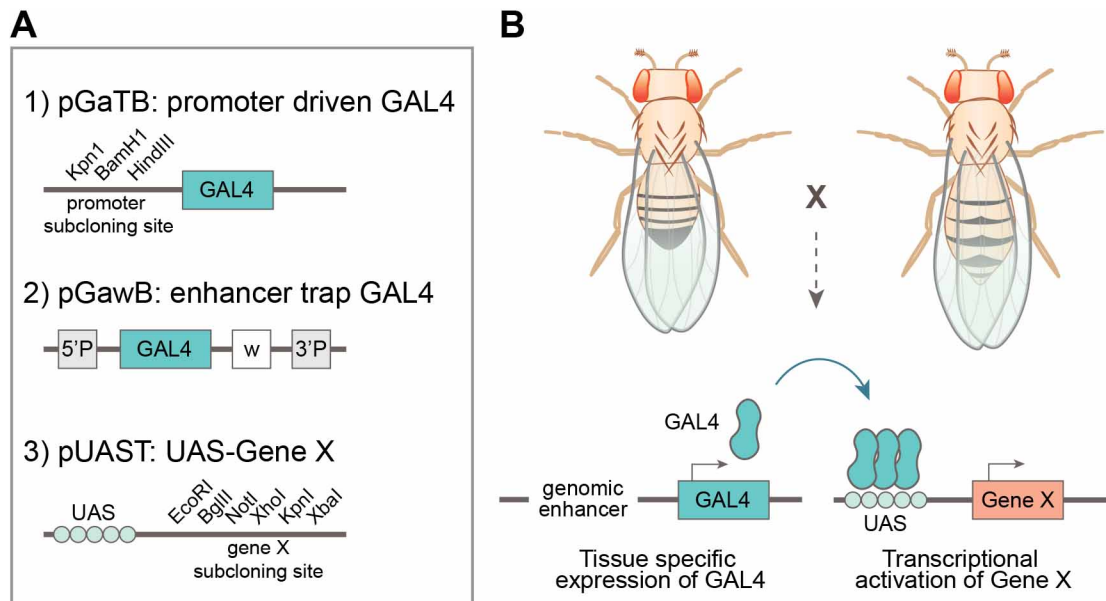 A
1) pGaTB: promoter driven GAL4
Kpn1
BamH1
HindIII
GAL4
promoter
subcloning site
2) pGawB: enhancer trap GAL4
5'P
GAL4
w
3'P
3) pUAST: UAS-Gene X
UAS
EcoRI
BglII
NotI
XhoI
KpnI
XbaI
gene X
subcloning site
B
X
GAL4
genomic
enhancer
GAL4
UAS
Gene X
Tissue specific
expression of GAL4
Transcriptional
activation of Gene X